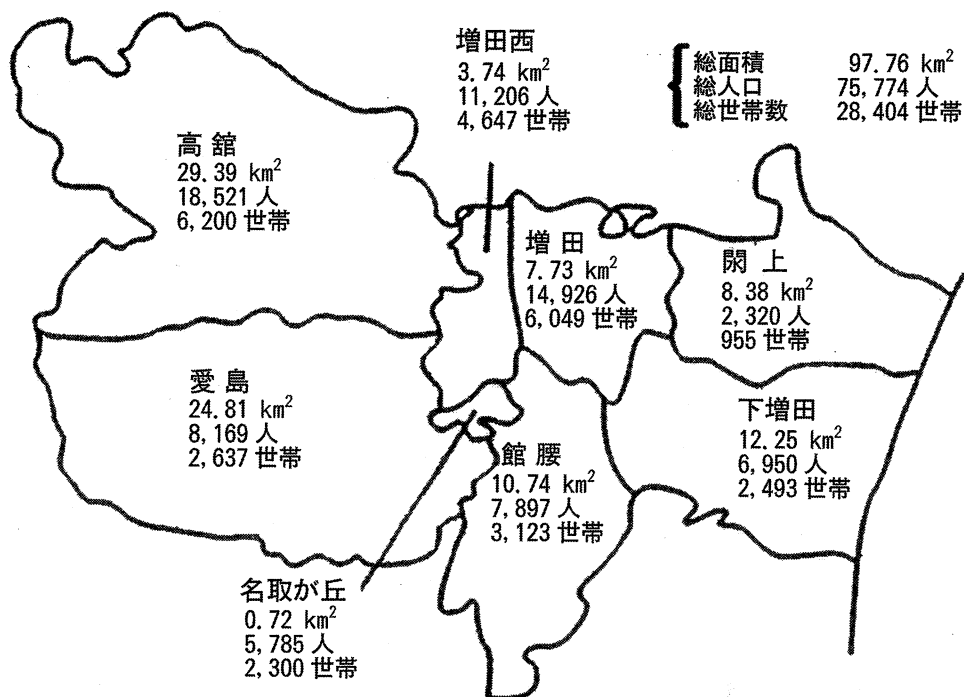 増田西
3.74 km²
11,206 人
4,647 世帯
総面積 97.76 km²
総人口 75,774 人
総世帯数 28,404 世帯
高舘
29.39 km²
18,521 人
6,200 世帯
増田
7.73 km²
14,926 人
6,049 世帯
閖上
8.38 km²
2,320 人
955 世帯
愛島
24.81 km²
8,169 人
2,637 世帯
下増田
12.25 km²
6,950 人
2,493 世帯
館腰
10.74 km²
7,897 人
3,123 世帯
名取が丘
0.72 km²
5,785 人
2,300 世帯